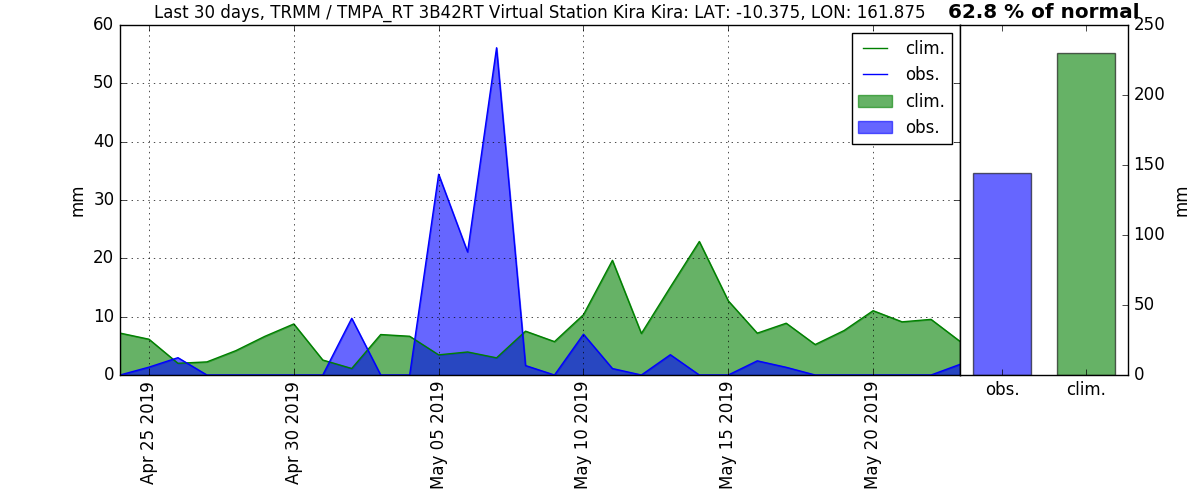 Last 30 days, TRMM / TMPA_RT 3B42RT Virtual Station Kira Kira: LAT: -10.375, LON: 161.875
62.8 % of normal
60
50
40
30
20
10
0
mm
clim.
obs.
clim.
obs.
Apr 25 2019
Apr 30 2019
May 05 2019
May 10 2019
May 15 2019
May 20 2019
250
200
150
100
50
0
mm
obs.
clim.